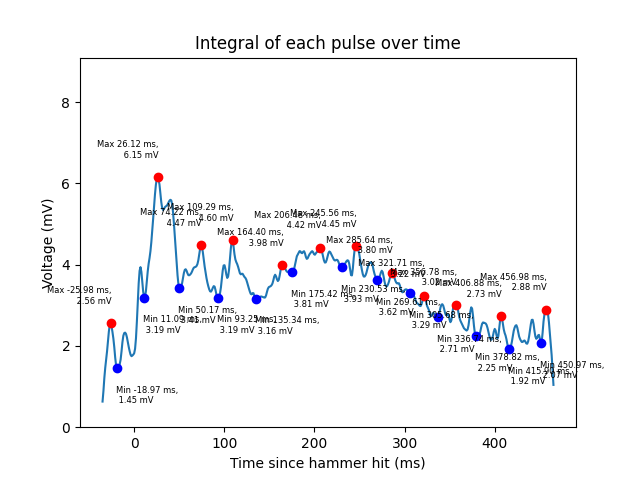 Integral of each pulse over time
Voltage (mV)
8
6
4
2
0
Max -25.98 ms,
2.56 mV
Min -18.97 ms,
1.45 mV
Min 11.09 ms,
3.19 mV
Max 26.12 ms,
6.15 mV
Min 50.17 ms,
3.41 mV
Max 74.22 ms,
4.47 mV
Min 93.25 ms,
3.19 mV
Max 109.29 ms,
4.60 mV
Min 135.34 ms,
3.16 mV
Max 164.40 ms,
3.98 mV
Min 175.42 ms,
3.81 mV
Max 206.48 ms,
4.42 mV
Min 230.53 ms,
3.93 mV
Max 245.56 ms,
4.45 mV
Min 269.61 ms,
3.62 mV
Max 285.64 ms,
3.80 mV
3.29 mV
Max 321.71 ms,
3.22 mV
Min 336.74 ms,
2.71 mV
Max 356.78 ms,
Min 378.82 ms,
2.25 mV
Max 406.88 ms,
2.73 mV
1.92 mV
Min 450.97 ms,
2.07 mV
Max 456.98 ms,
2.88 mV
0
100
200
300
400
Time since hammer hit (ms)